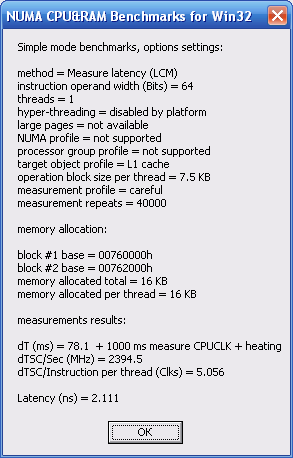 NUMA CPU&RAM Benchmarks for Win32
Simple mode benchmarks, options settings:
method = Measure latency (LCM)
instruction operand width (Bits) = 64
threads = 1
hyper-threading = disabled by platform
large pages = not available
NUMA profile = not supported
processor group profile = not supported
target object profile = L1 cache
operation block size per thread = 7.5 KB
measurement profile = careful
measurement repeats = 40000
memory allocation:
block #1 base = 00760000h
block #2 base = 00762000h
memory allocated total = 16 KB
memory allocated per thread = 16 KB
measurements results:
dT (ms) = 78.1  + 1000 ms measure CPUCLK + heating
dTSC/Sec (MHz) = 2394.5
dTSC/Instruction per thread (Clks) = 5.056
Latency (ns) = 2.111
OK